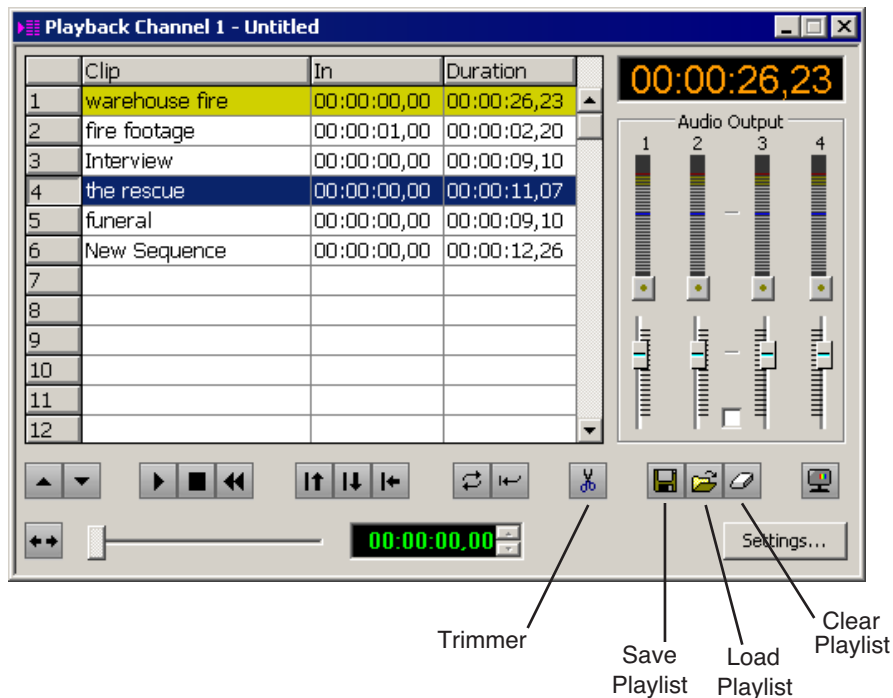 Playback Channel 1 - Untitled
Clip In Duration
1 warehouse fire 00:00:00,00 00:00:26,23
2 fire footage 00:00:01,00 00:00:02,20
3 Interview 00:00:00,00 00:00:09,10
4 the rescue 00:00:00,00 00:00:11,07
5 funeral 00:00:00,00 00:00:09,10
6 New Sequence 00:00:00,00 00:00:12,26
7
8
9
10
11
12
00:00:26,23
Audio Output
1 2 3 4
00:00:00,00
Settings...
Trimmer
Save
Playlist
Load
Playlist
Clear
Playlist